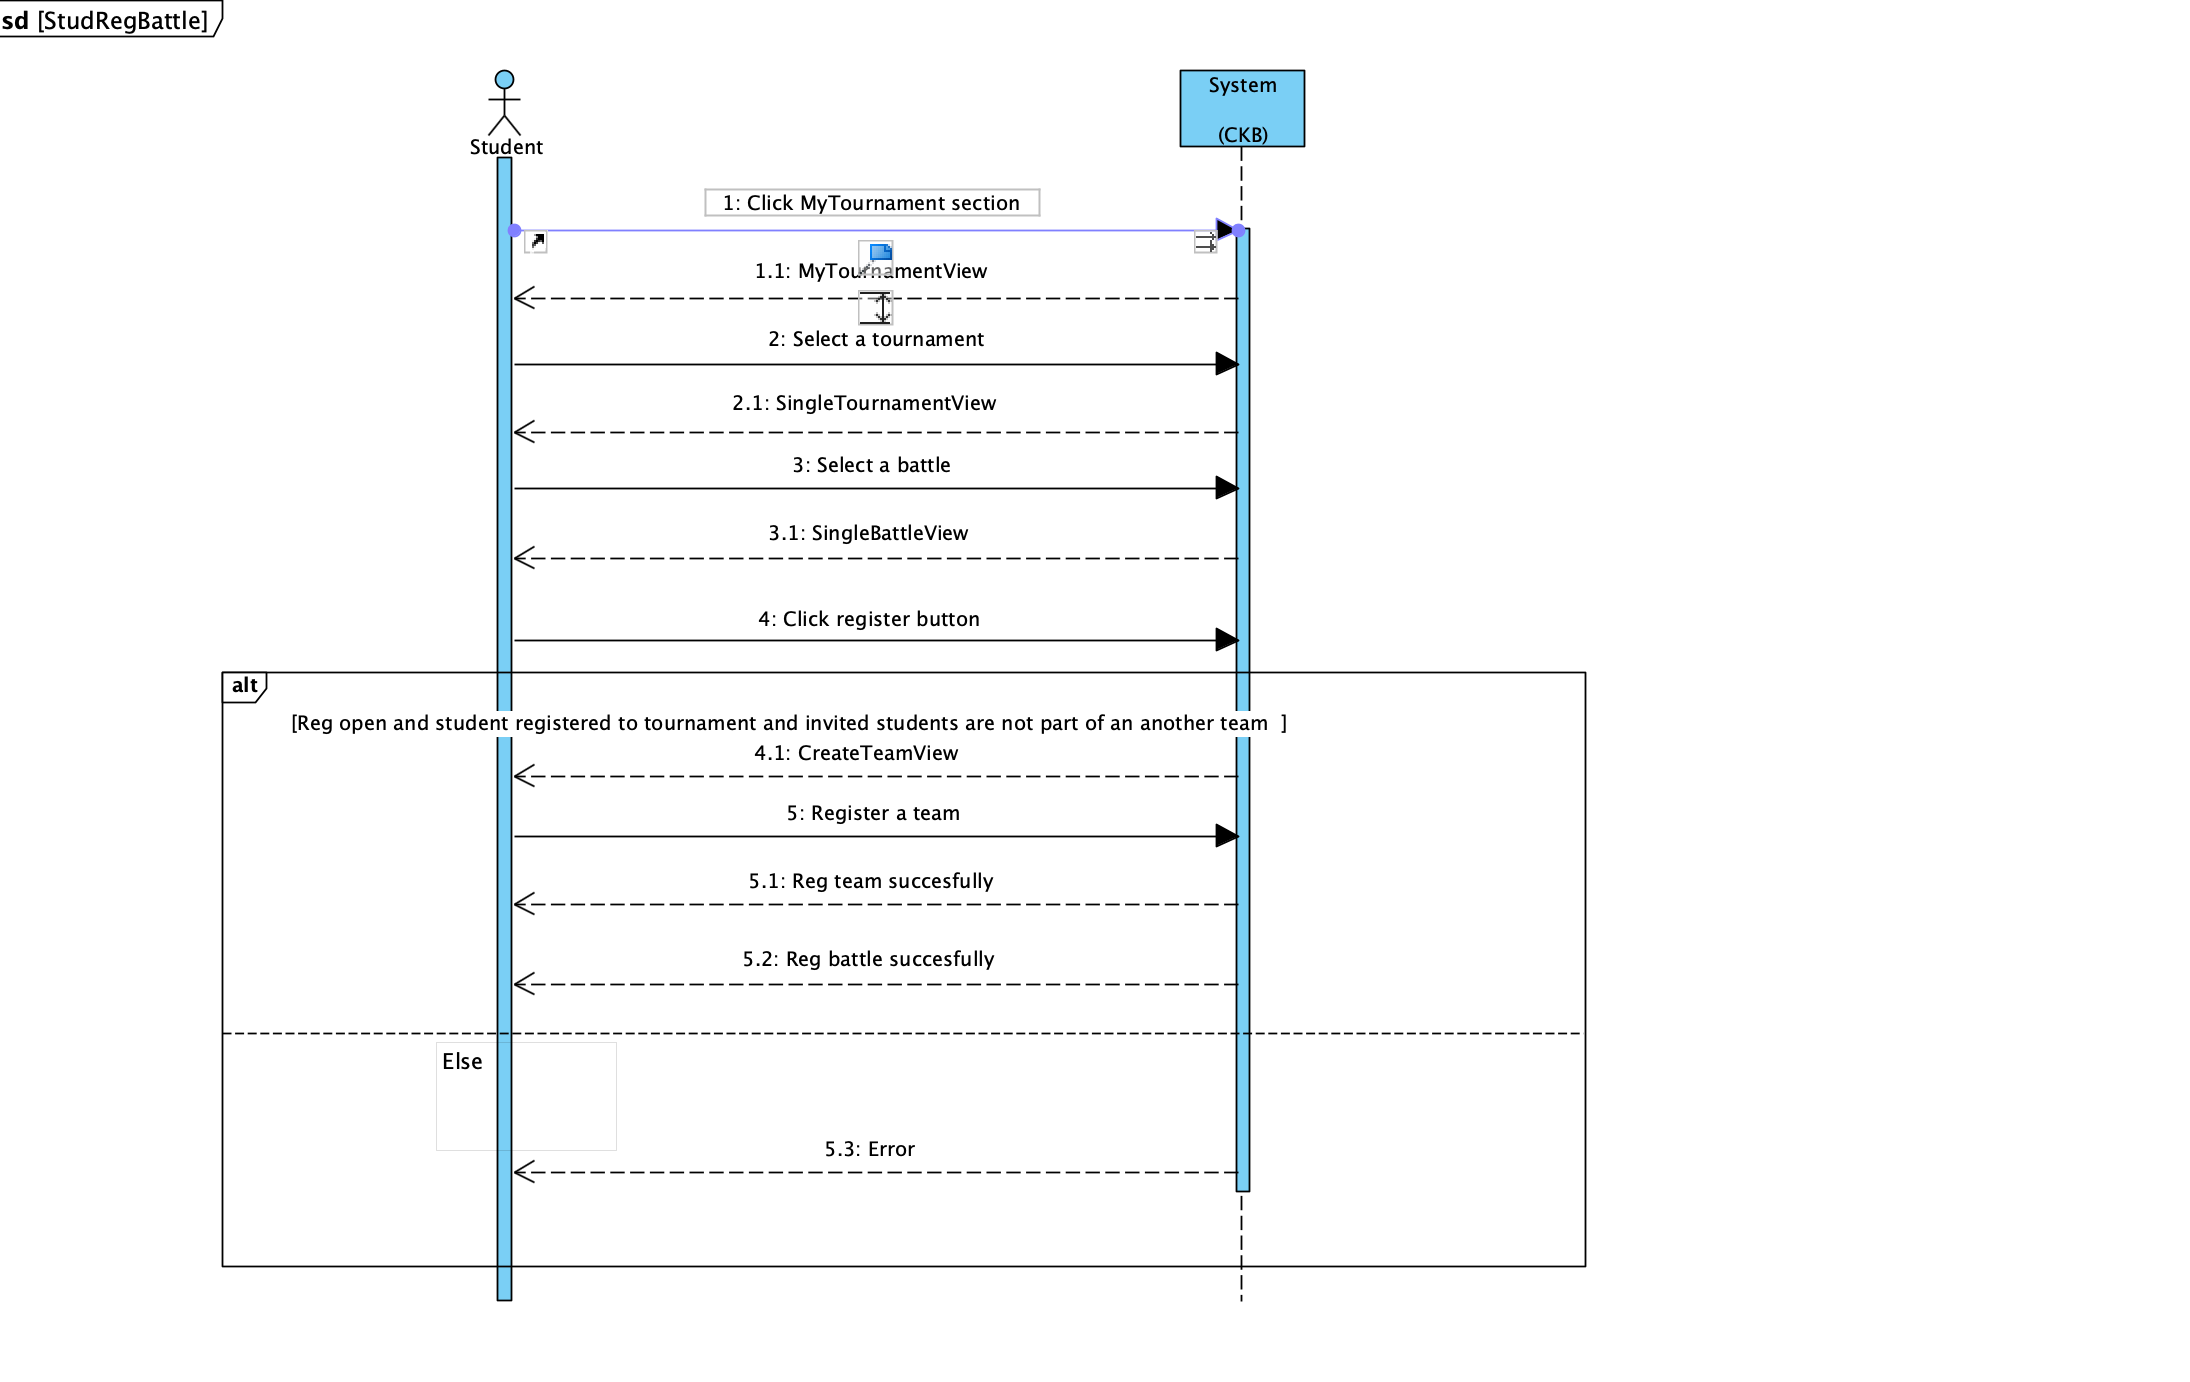 sd [StudRegBattle]
System
(CKB)
Student
1: Click MyTournament section
1.1: MyTournamentView
2: Select a tournament
2.1: SingleTournamentView
3: Select a battle
3.1: SingleBattleView
4: Click register button
alt
[Reg open and student registered to tournament and invited students are not part of an another team  ]
4.1: CreateTeamView
5: Register a team
5.1: Reg team succesfully
5.2: Reg battle succesfully
Else
5.3: Error